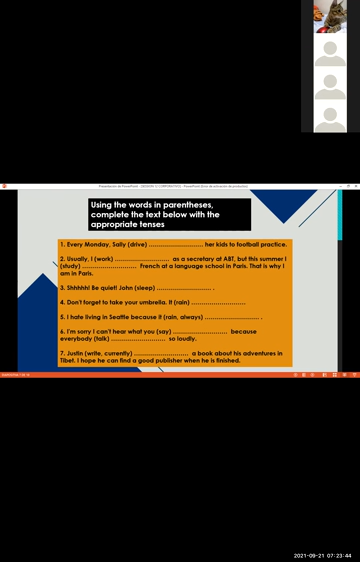 Using the words in parentheses,
complete the text below with the
appropriate tenses
1. Every Monday, Sally (drive) ........................... her kids to football practice.
2. Usually, I (work) ........................... as a secretary at ABT, but this summer I
(study) ........................... French at a language school in Paris. That is why I
am in Paris.
3. Shhhhh! Be quiet! John (sleep) ........................... .
4. Don't forget to take your umbrella. It (rain) ...........................
5. I hate living in Seattle because it (rain, always) ........................... .
6. I'm sorry I can't hear what you (say) ........................... because
everybody (talk) ........................... so loudly.
7. Justin (write, currently) ........................... a book about his adventures in
Tibet. I hope he can find a good publisher when he is finished.
2021-09-21 07:23:44